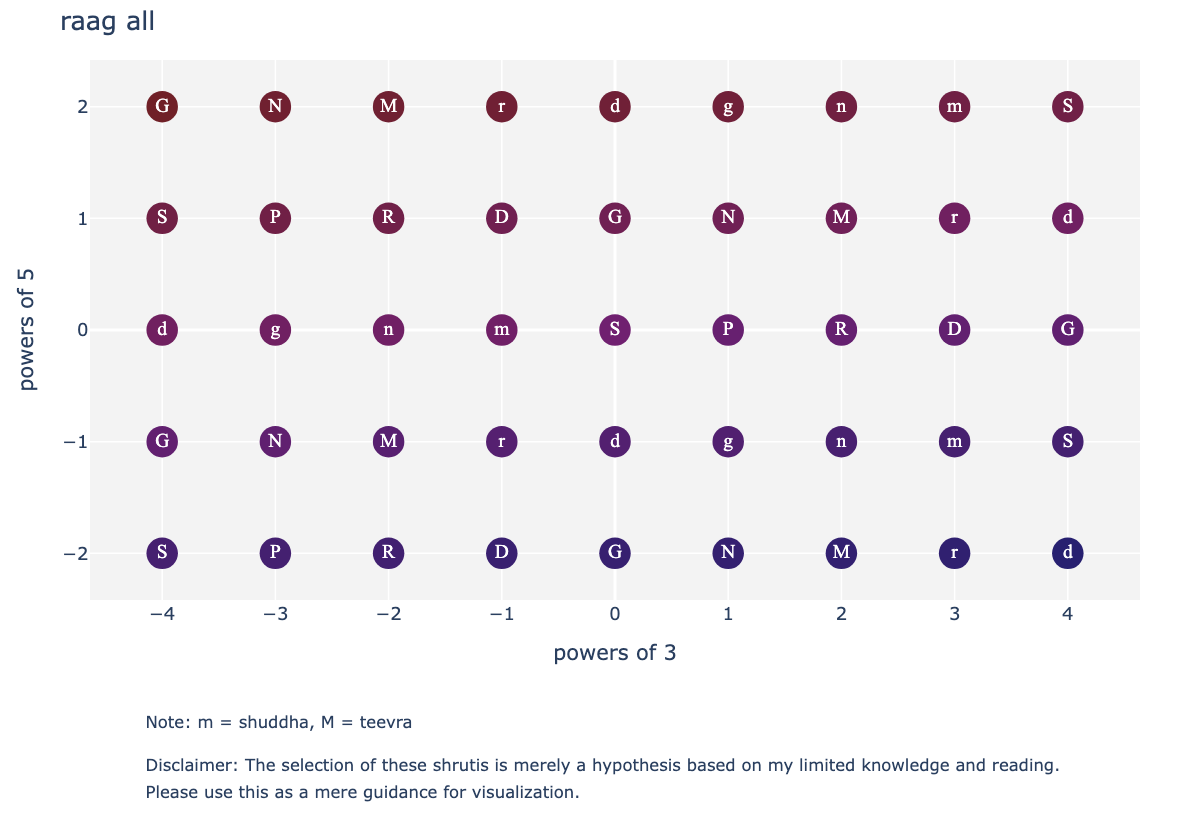 raag all
2 G N M r d g n m S
1 S P R D G N M r d
0 d g n m S P R D G
−1 G N M r d g n m S
−2 S P R D G N M r d
powers of 5
−4 −3 −2 −1 0 1 2 3 4
powers of 3
Note: m = shuddha, M = teevra
Disclaimer: The selection of these shrutis is merely a hypothesis based on my limited knowledge and reading.
Please use this as a mere guidance for visualization.